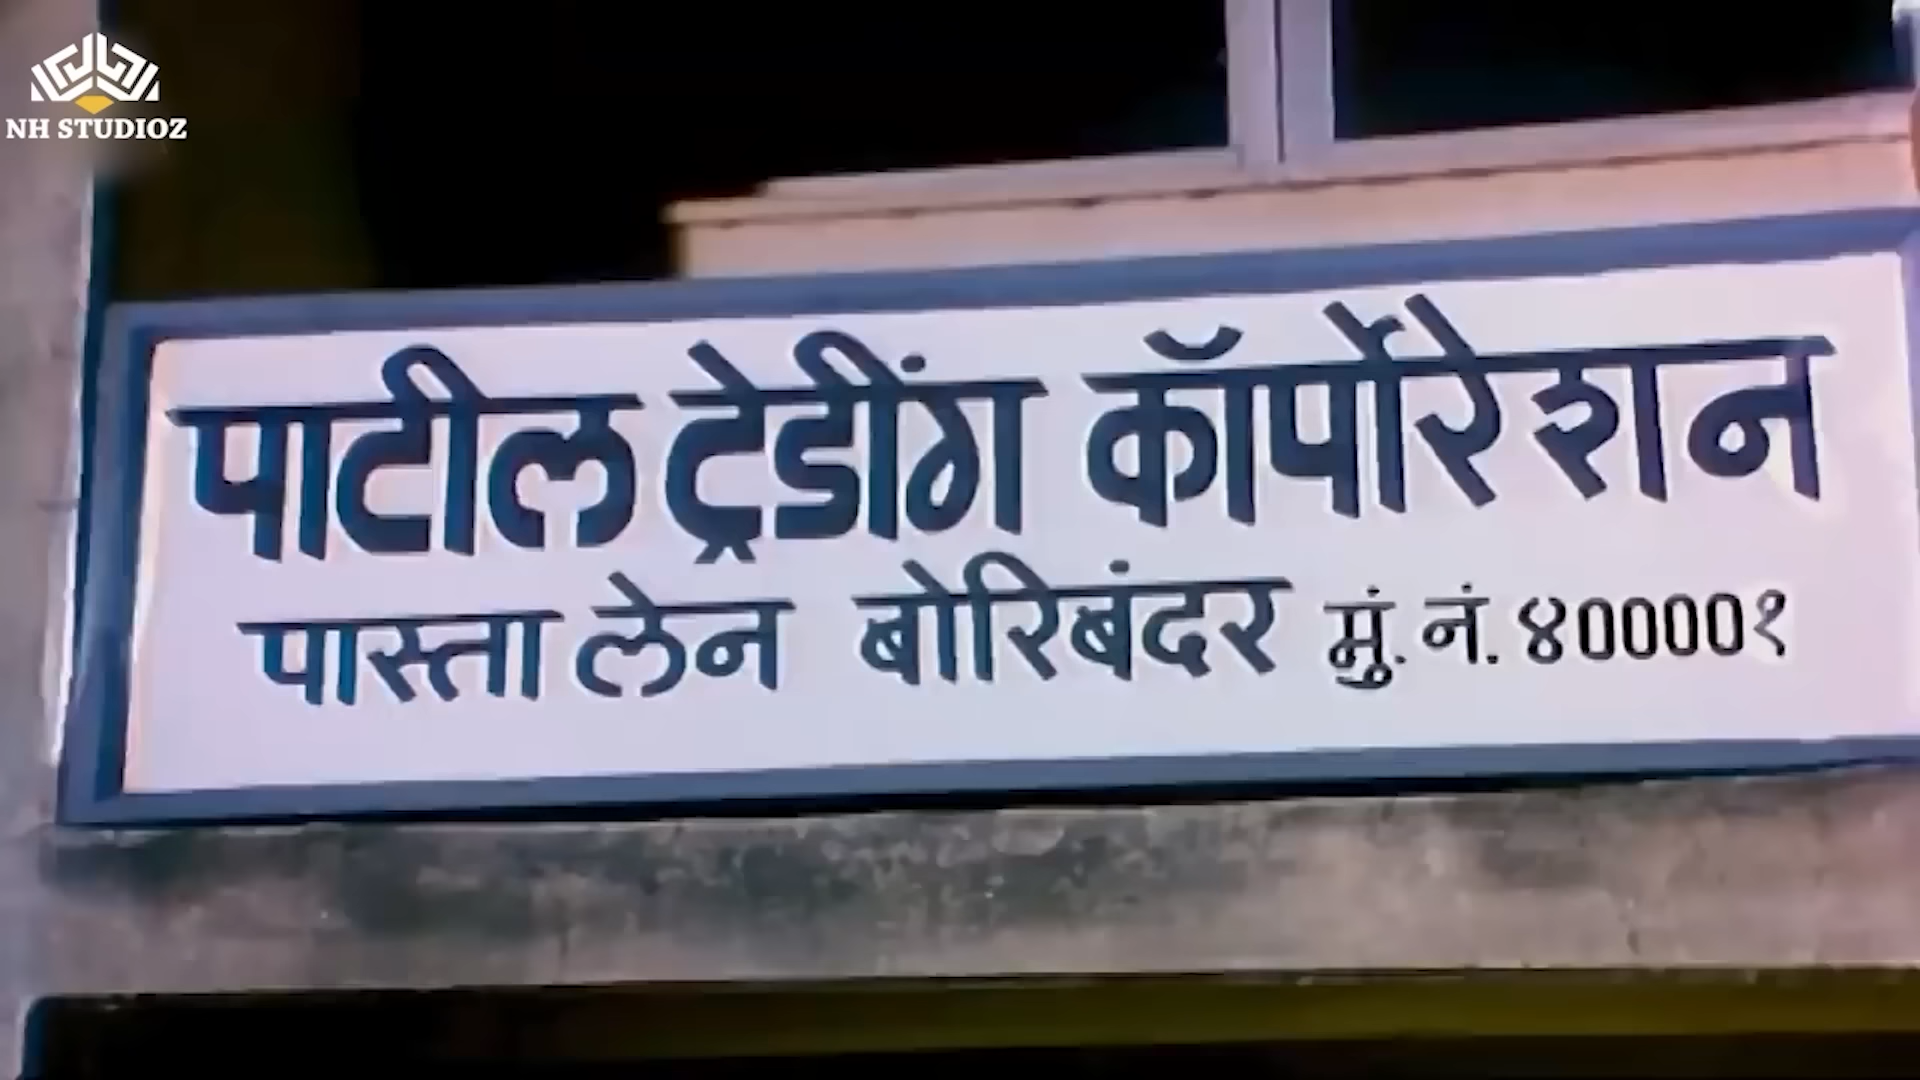 NH STUDIOZ
पाटील ट्रेडींग कॉर्पोरेशन
पास्ता लेन बोरिबंदर मुं. नं. ४००००१